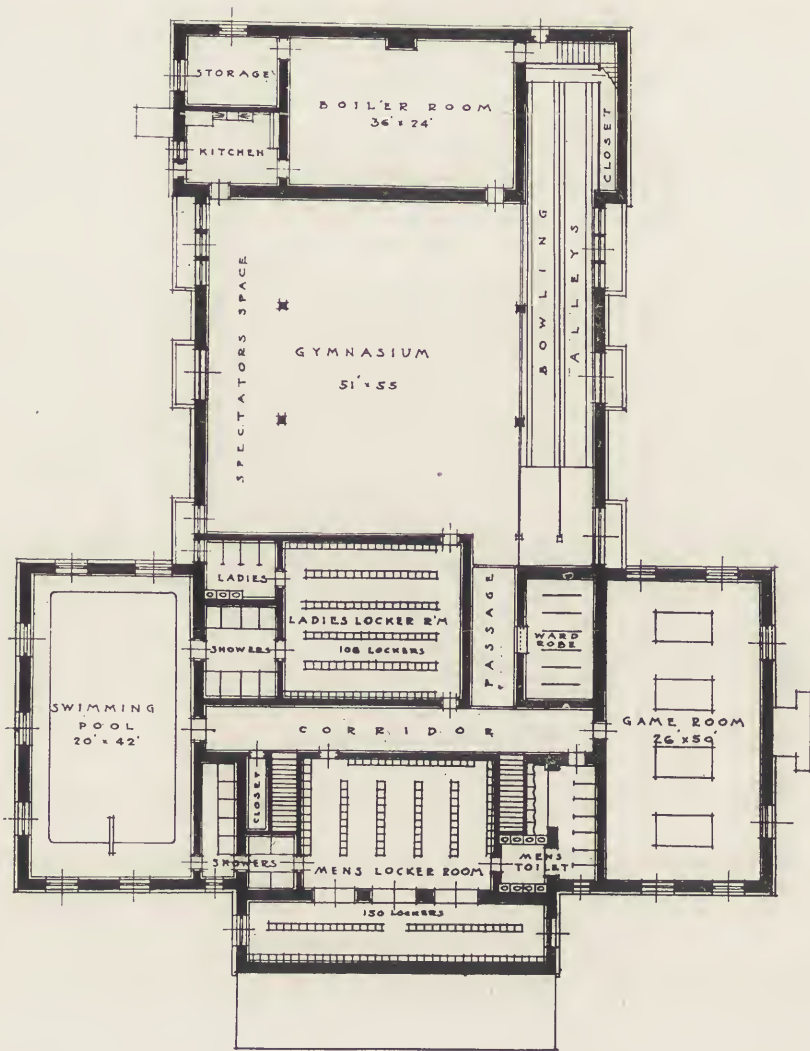 STORAGE
BOILER ROOM
36' x 24'
KITCHEN
CLOSET
BOWLING
ALLEYS
SPECTATORS SPACE
GYMNASIUM
51' x 55
LADIES
LADIES LOCKER R'M
108 LOCKERS
SHOWERS
PASSAGE
WARD
ROBE
SWIMMING
POOL
20' x 42'
CORRIDOR
GAME ROOM
26' x 50'
CLOSET
SHOWERS
MENS LOCKER ROOM
MENS
TOILET
150 LOCKERS